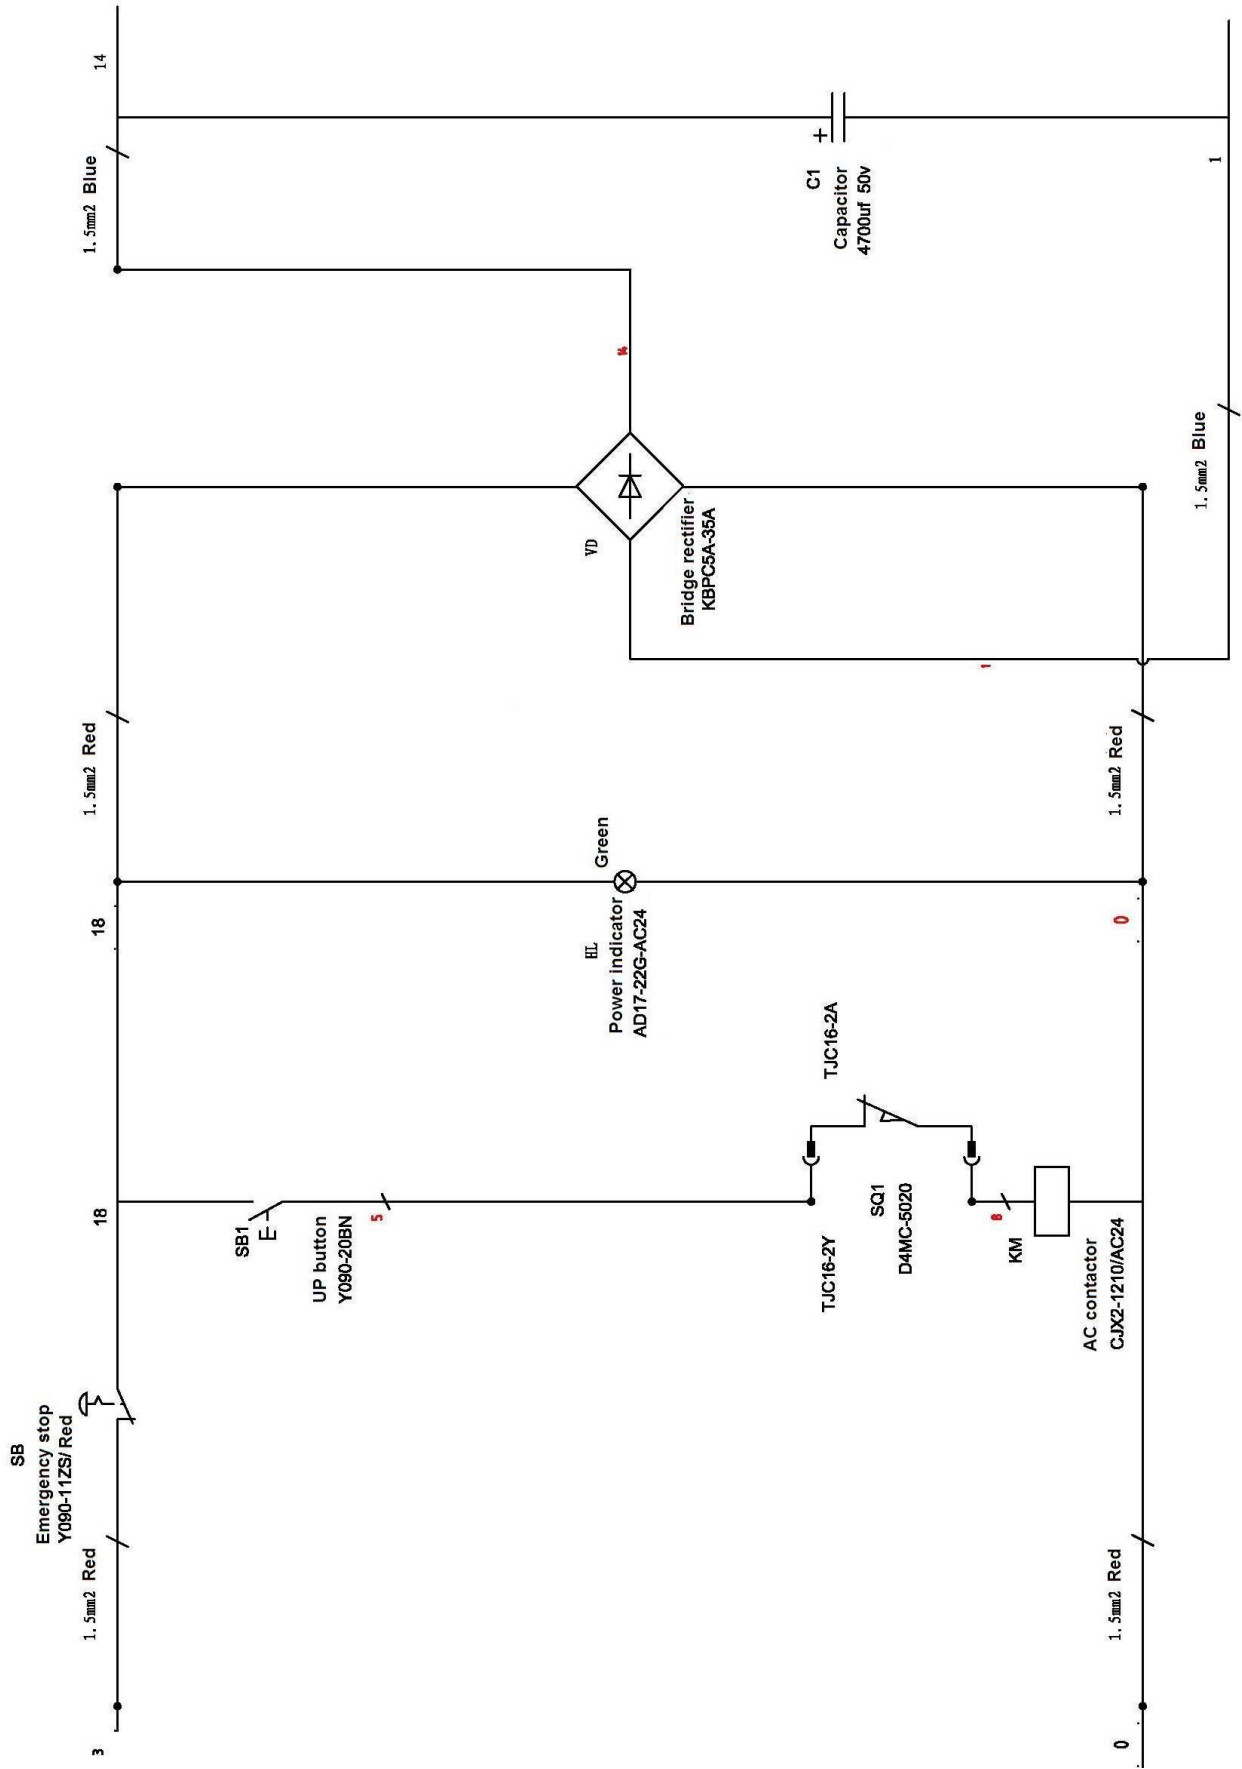 3
1.5mm2 Red
SB
Emergency stop
Y090-11ZS/ Red
18
18
1.5mm2 Red
1.5mm2 Blue
14
SB1
UP button
Y090-20BN
5
TJC16-2Y
TJC16-2A
SQ1
D4MC-5020
KM
AC contactor
CJX2-1210/AC24
HL
Power indicator
AD17-22G-AC24
Green
VD
Bridge rectifier
KBPC5A-35A
14
1
+
C1
Capacitor
4700uf 50v
0
1.5mm2 Red
0
1.5mm2 Red
1.5mm2 Blue
1